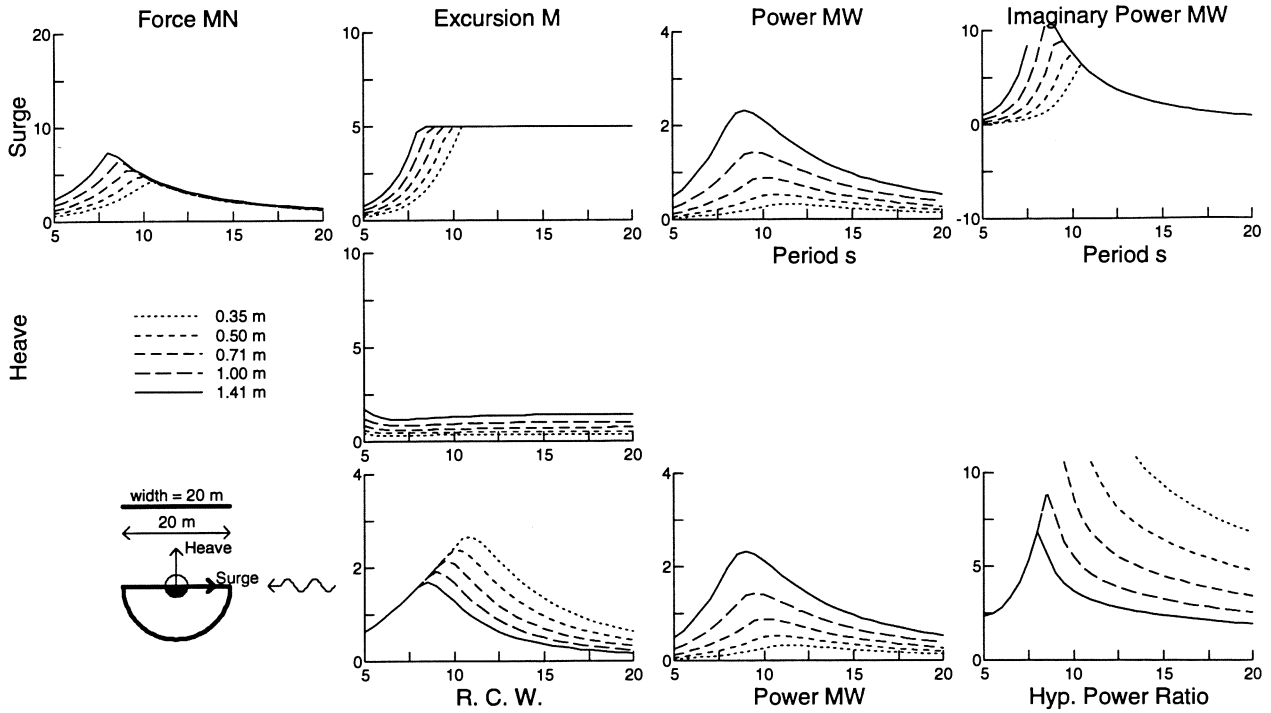 Force MN
Excursion M
Power MW
Imaginary Power MW
Surge
20
10
0
5 10 15 20
10
5
0
5 10 15 20
4
2
0
5 10 15 20
Period s
10
0
-10
5 10 15 20
Period s
Heave
0.35 m
0.50 m
0.71 m
1.00 m
1.41 m
10
5
0
5 10 15 20
width = 20 m
20 m
Heave
Surge
4
2
0
5 10 15 20
R. C. W.
4
2
0
5 10 15 20
Power MW
10
5
0
5 10 15 20
Hyp. Power Ratio